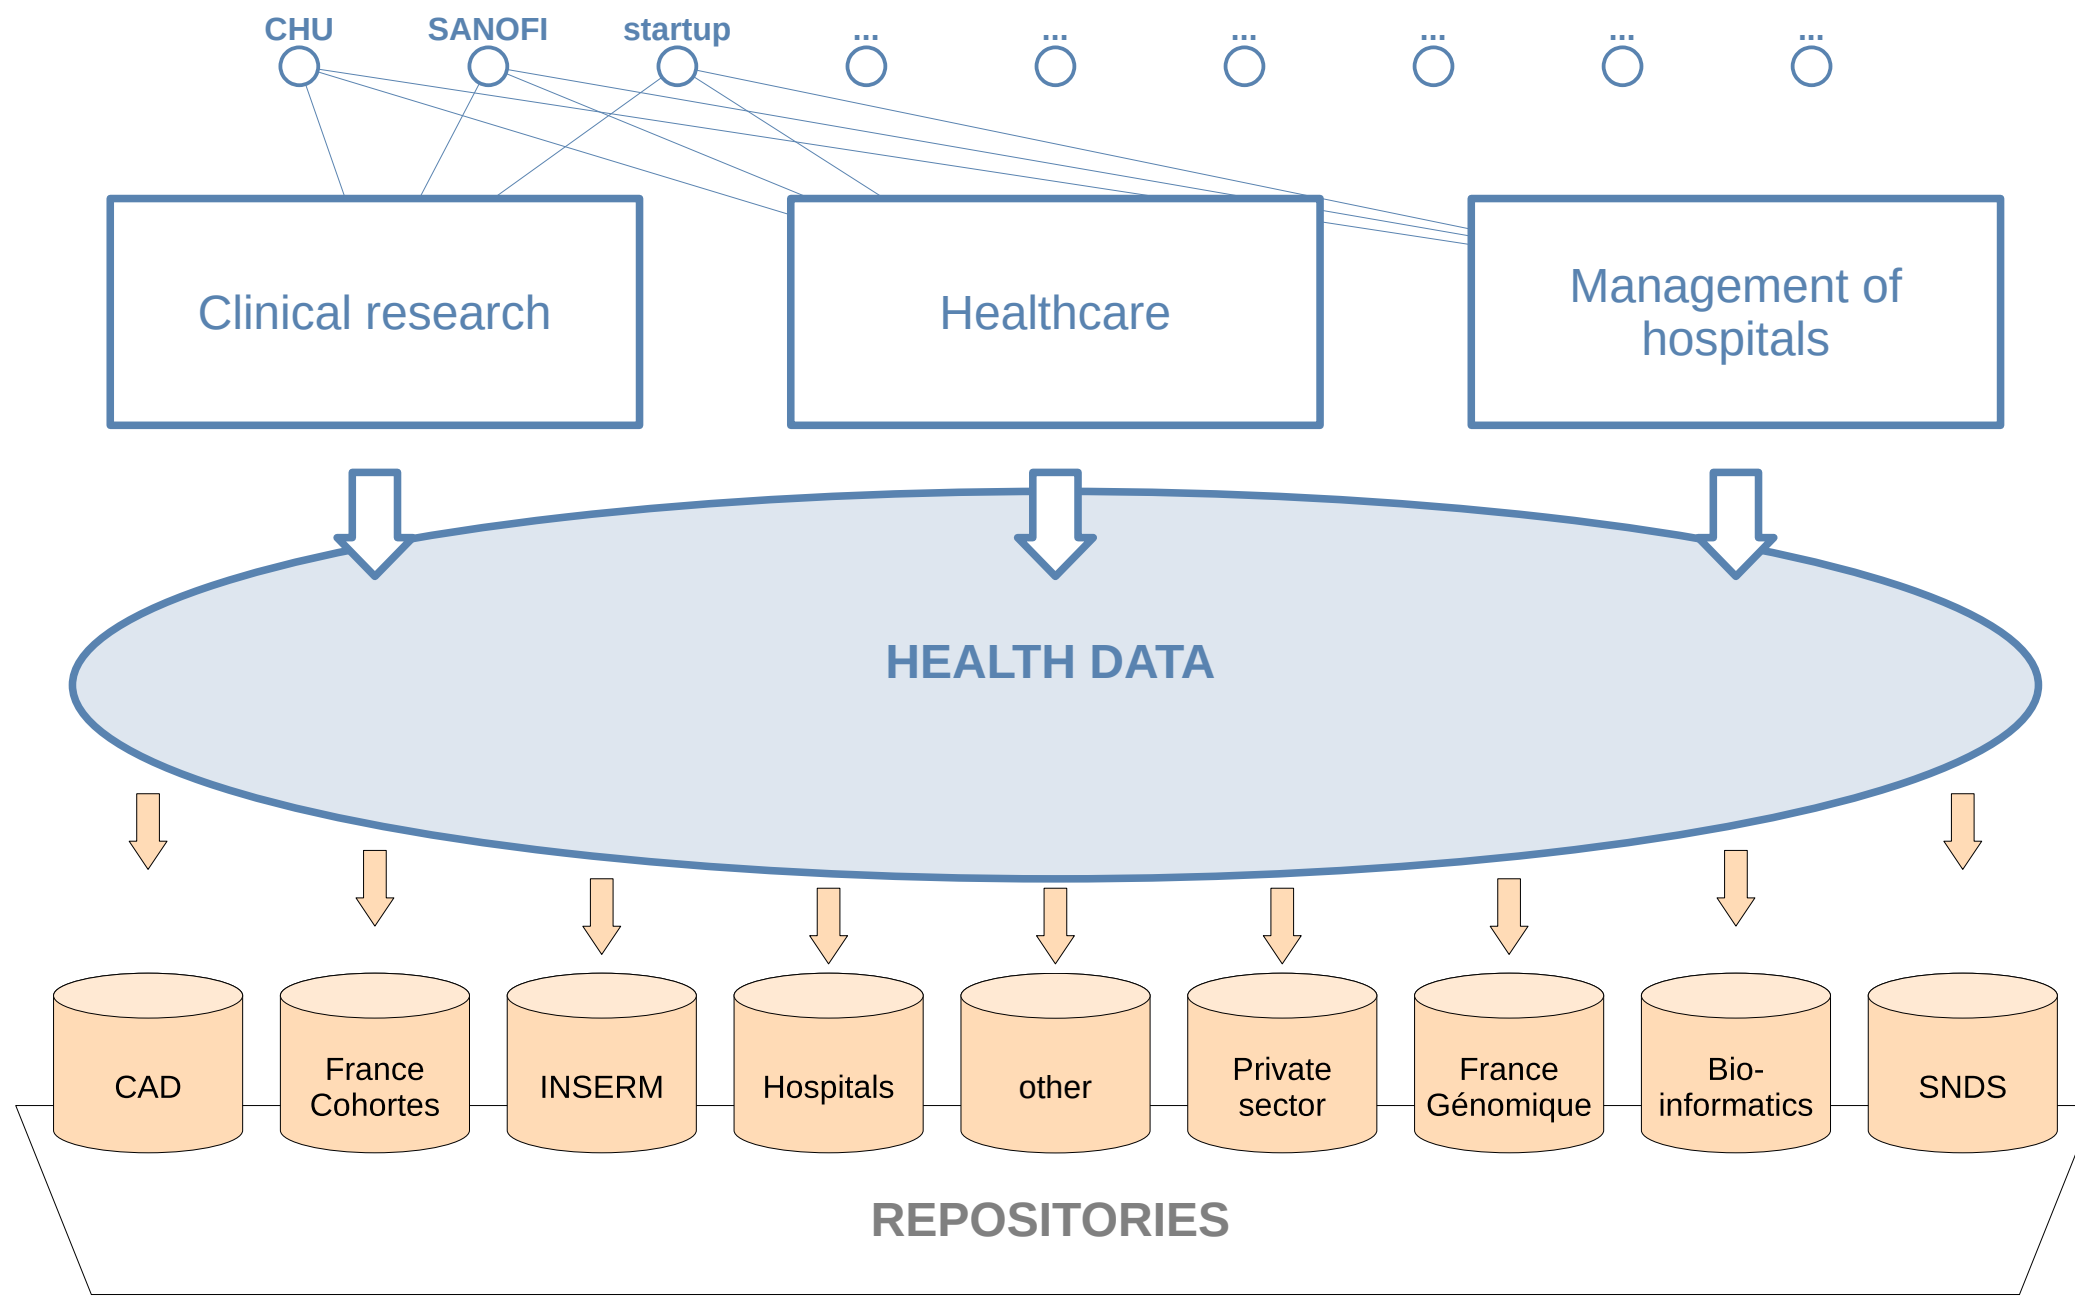 CHU SANOFI startup ... ... ... ... ... ...
Clinical research
Healthcare
Management of
hospitals
HEALTH DATA
CAD
France
Cohortes
INSERM
Hospitals
other
Private
sector
France
Génomique
Bio-
informatics
SNDS
REPOSITORIES